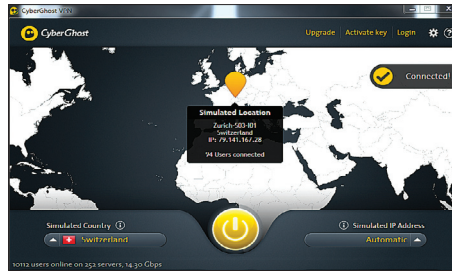 CyberGhost VPN
CyberGhost
Upgrade Activate key Login
Connected!
Simulated Location
Zurich-S03-I01
Switzerland
IP: 79.141.167.28
94 Users connected
Simulated Country
Switzerland
Simulated IP Address
Automatic
10112 users online on 252 servers, 14.30 Gbps